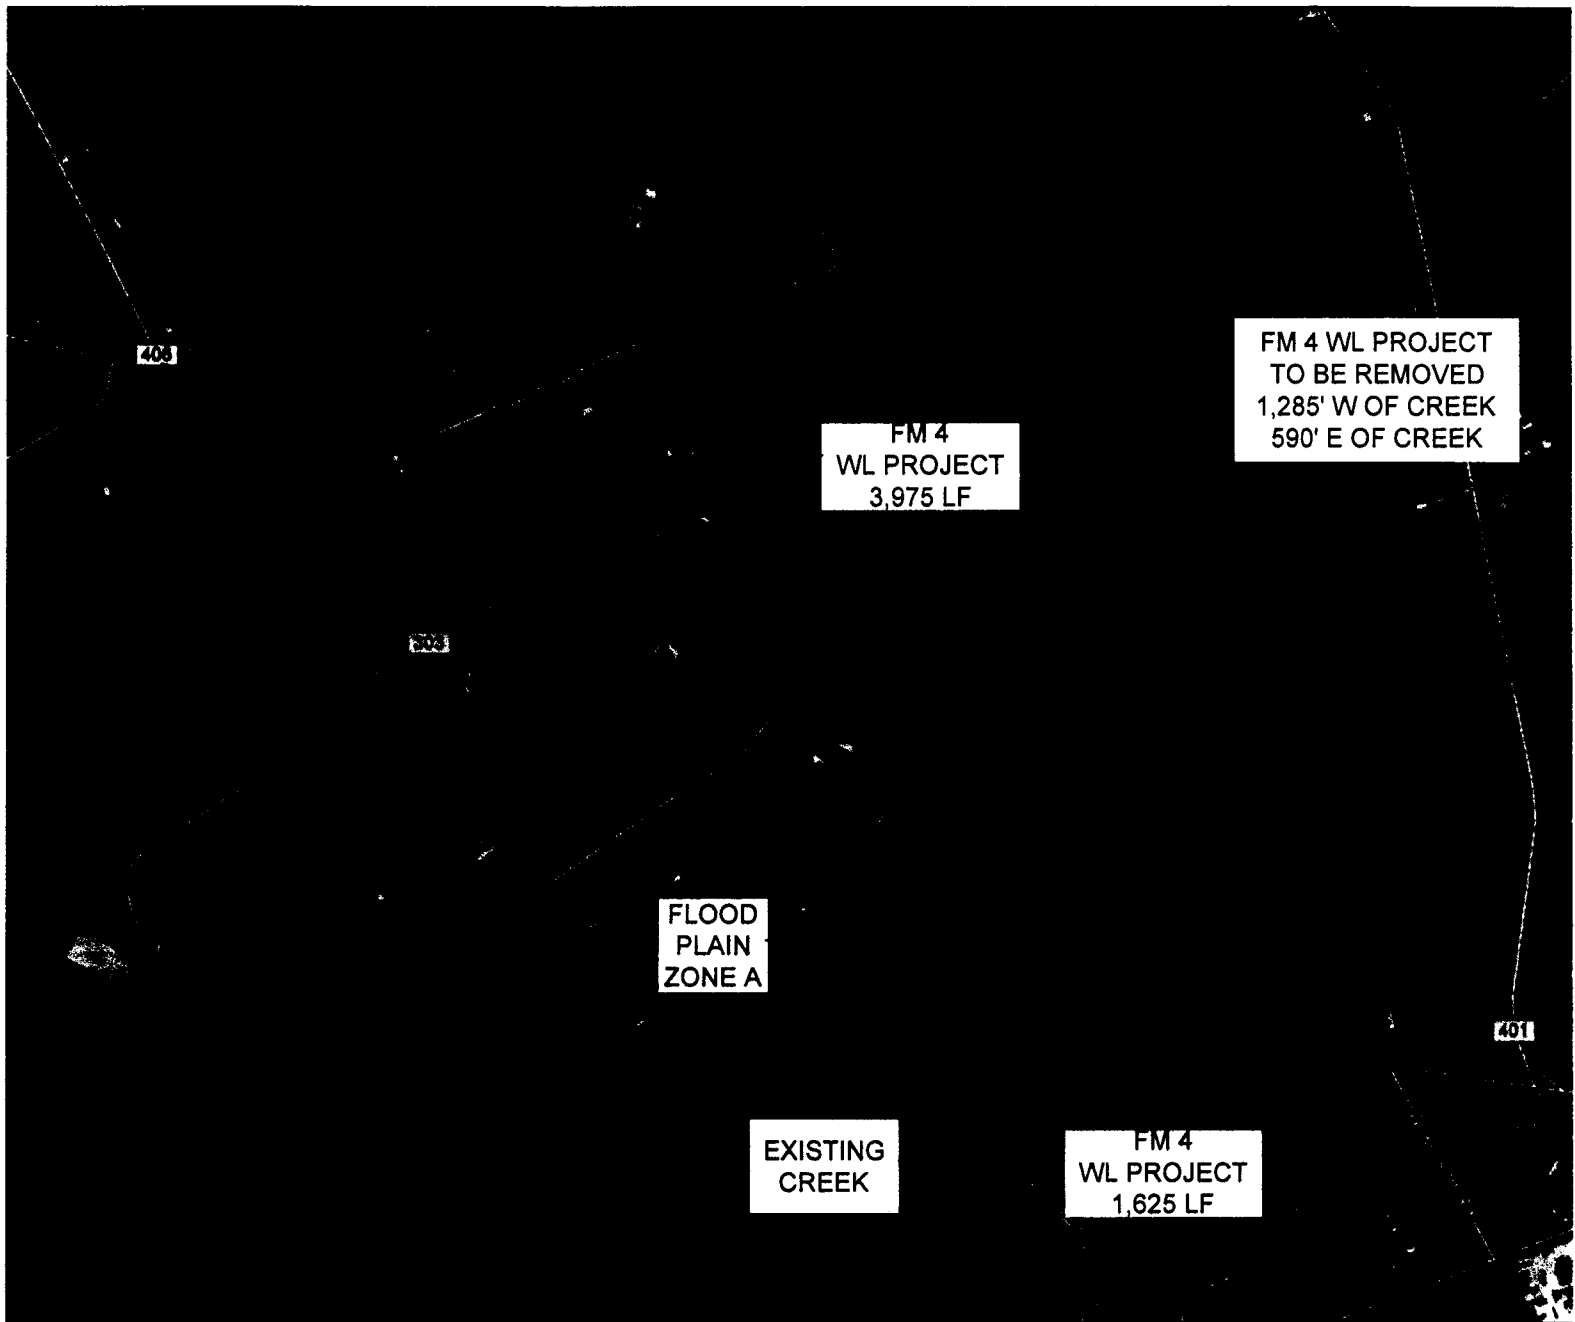 FM 4 WL PROJECT
TO BE REMOVED
1,285' W OF CREEK
590' E OF CREEK
406
FM 4
WL PROJECT
3,975 LF
FLOOD
PLAIN
ZONE A
401
EXISTING
CREEK
FM 4
WL PROJECT
1,625 LF